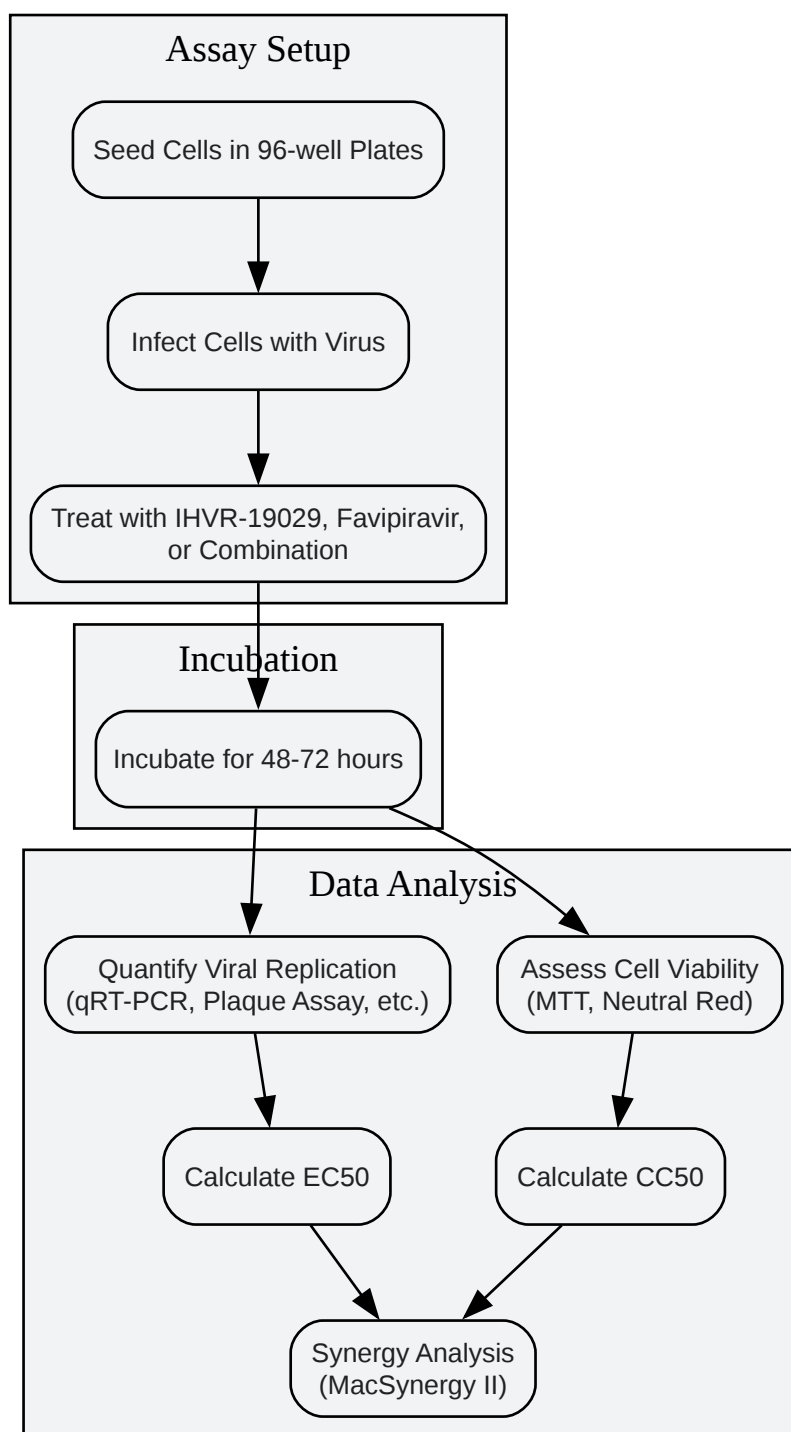 Assay Setup
Seed Cells in 96-well Plates
Infect Cells with Virus
Treat with IHVR-19029, Favipiravir,
or Combination
Incubation
Incubate for 48-72 hours
Data Analysis
Quantify Viral Replication
(qRT-PCR, Plaque Assay, etc.)
Assess Cell Viability
(MTT, Neutral Red)
Calculate EC50
Calculate CC50
Synergy Analysis
(MacSynergy II)